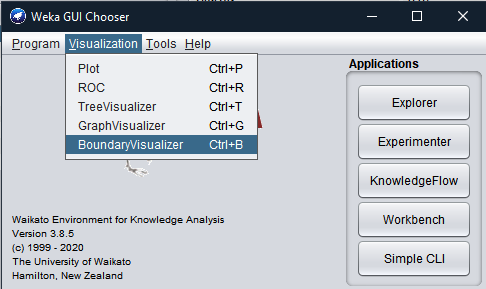 Weka GUI Chooser
Program Visualization Tools Help
Plot Ctrl+P
ROC Ctrl+R
TreeVisualizer Ctrl+T
GraphVisualizer Ctrl+G
BoundaryVisualizer Ctrl+B
Applications
Explorer
Experimenter
KnowledgeFlow
Workbench
Simple CLI
Waikato Environment for Knowledge Analysis
Version 3.8.5
(c) 1999 - 2020
The University of Waikato
Hamilton, New Zealand